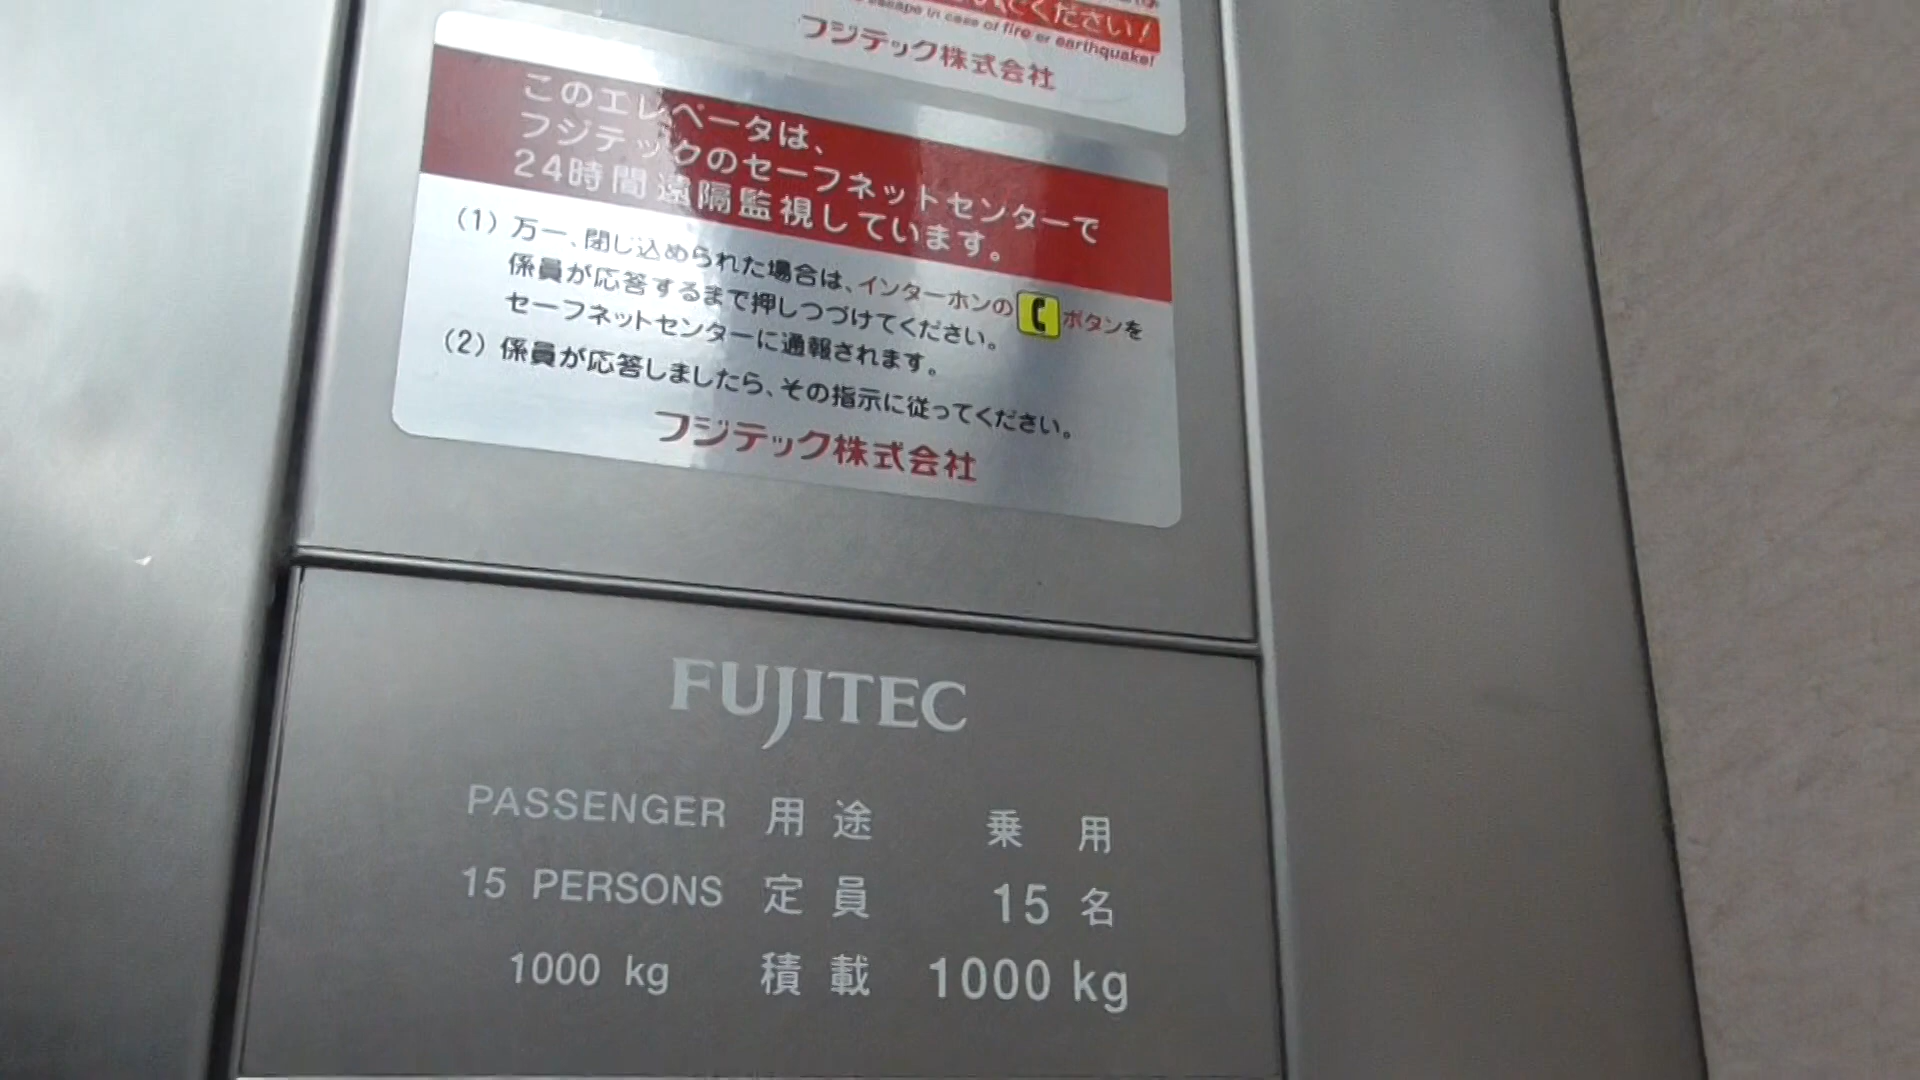 てください!
escape in case of fire or earthquake!
フジテック株式会社
このエレベータは、
フジテックのセーフネットセンターで
24時間遠隔監視しています。
(1) 万一、閉じ込められた場合は、インターホンの ボタンを
係員が応答するまで押しつづけてください。
セーフネットセンターに通報されます。
(2) 係員が応答しましたら、その指示に従ってください。
フジテック株式会社
FUJITEC
PASSENGER 用途 乗用
15 PERSONS 定員 15 名
1000 kg 積載 1000 kg